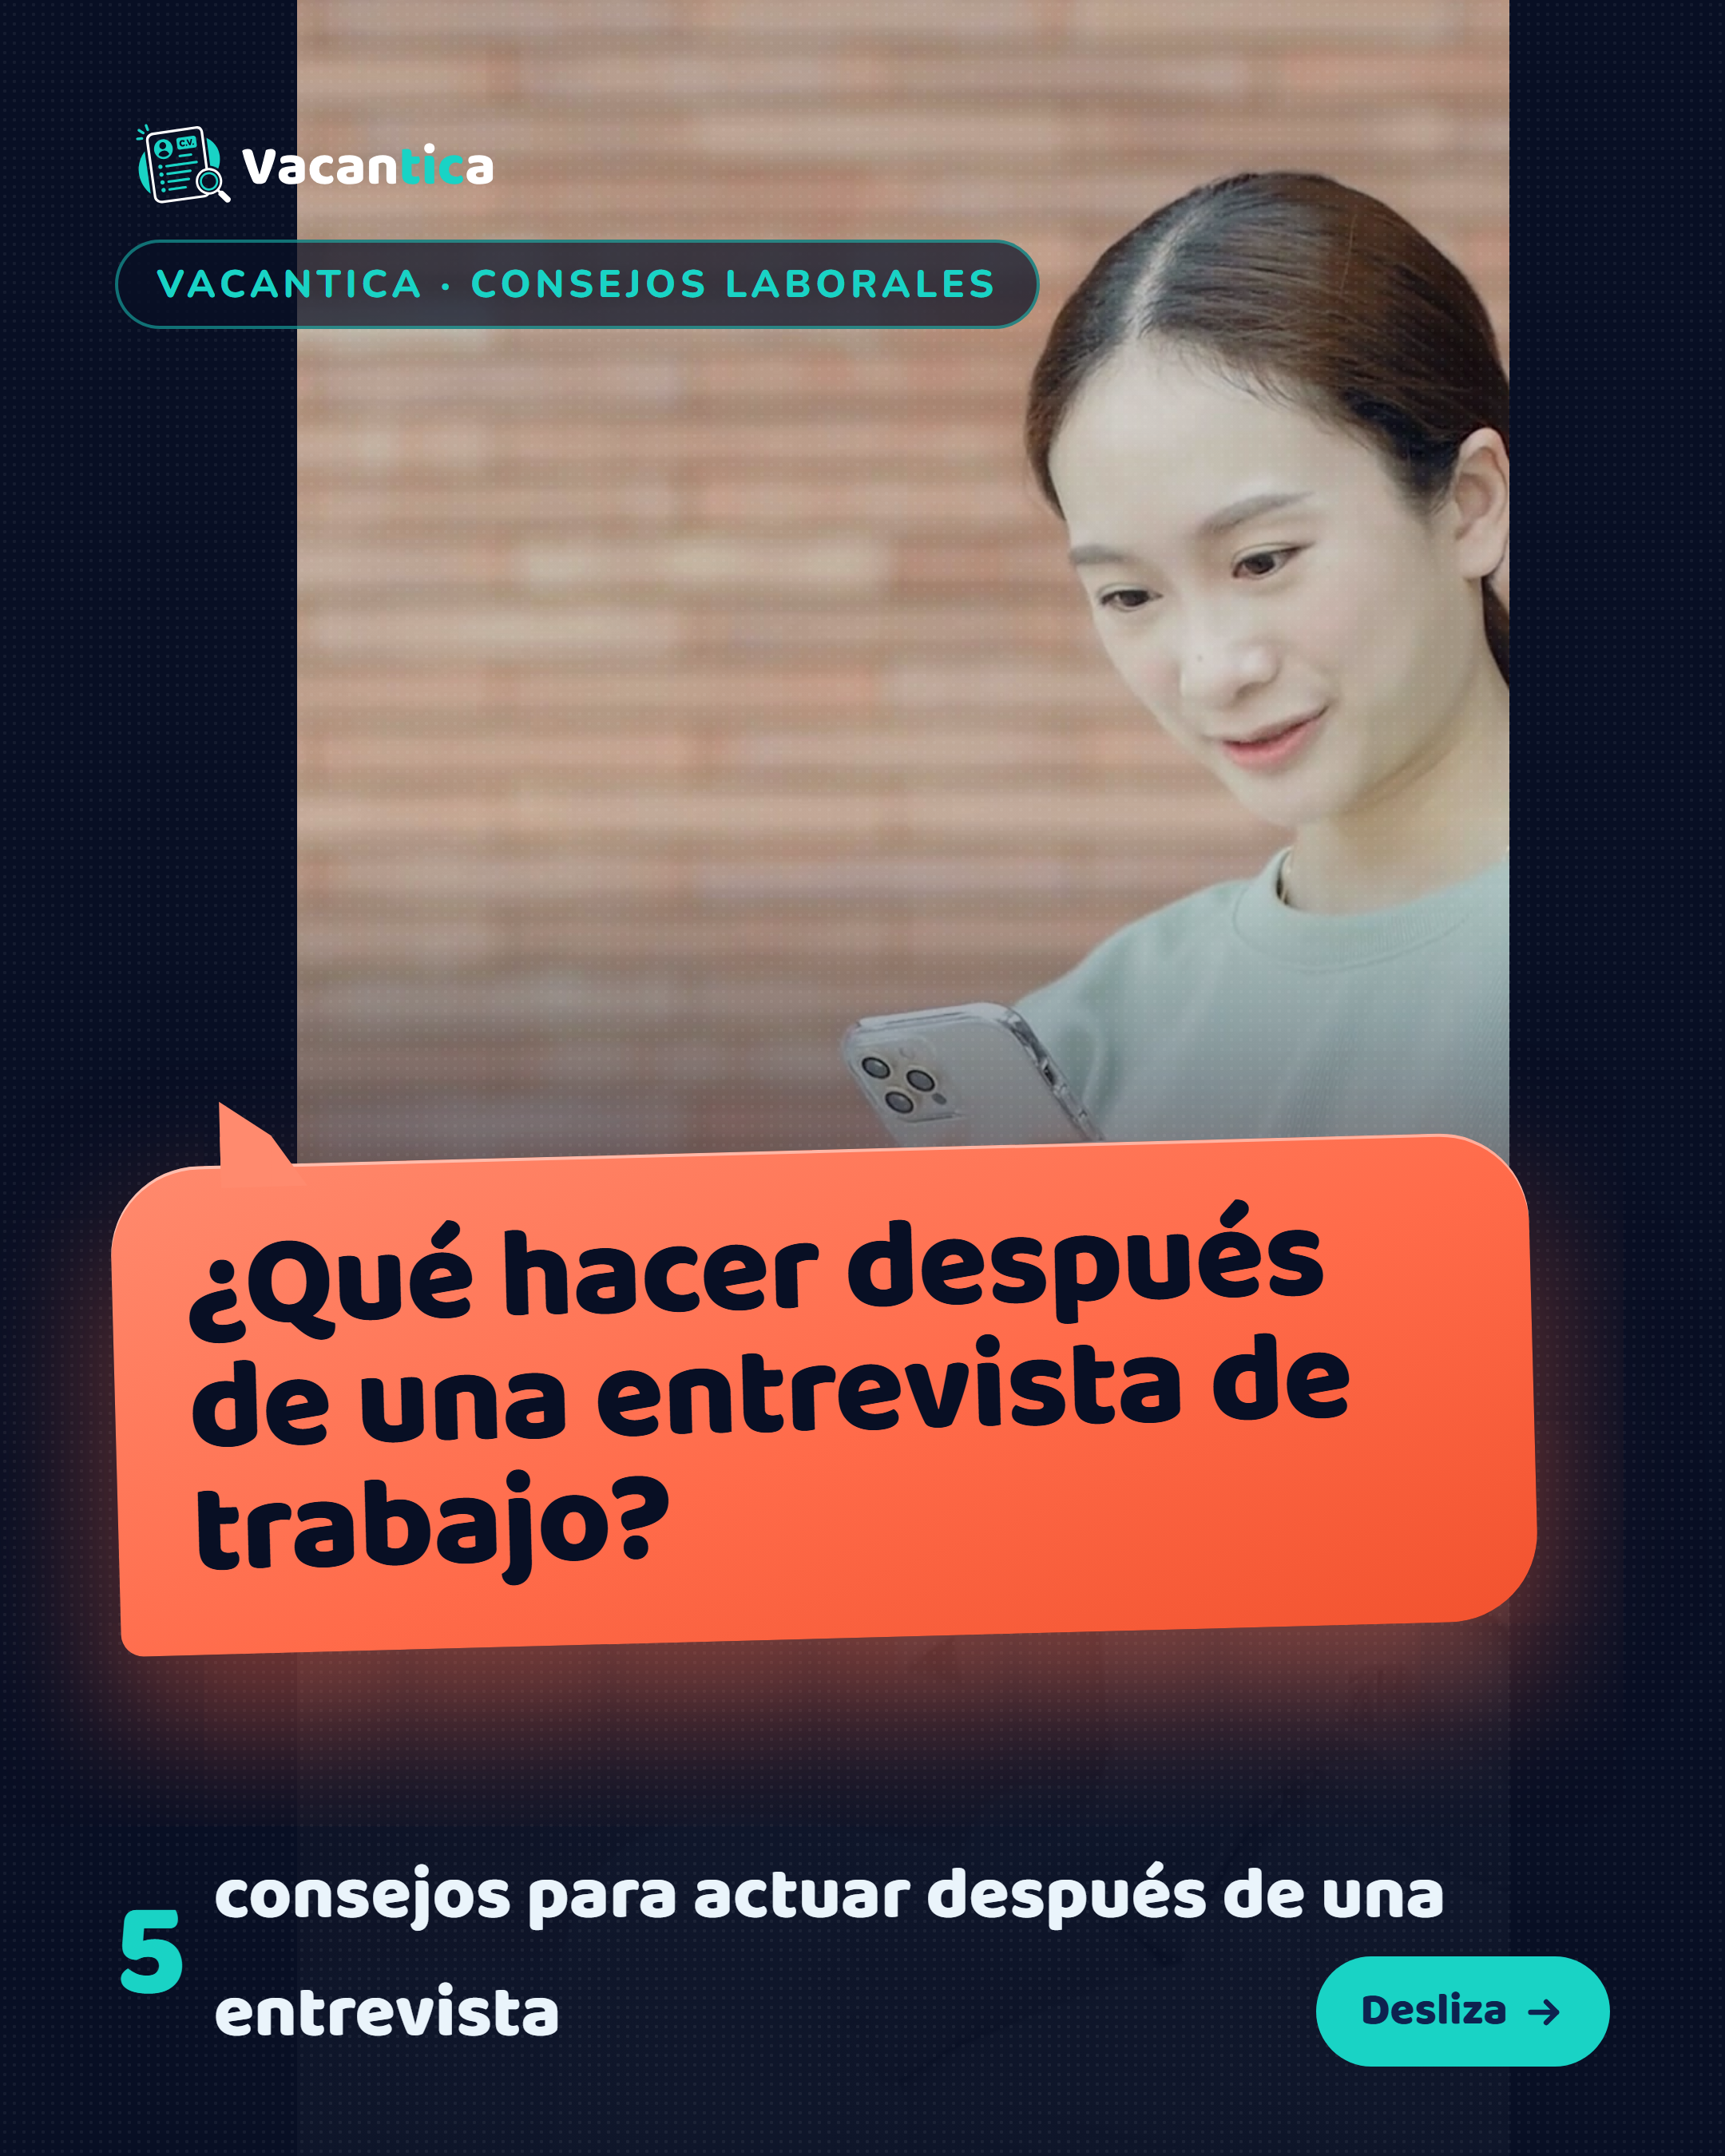 C.V.
Vacantica
VACANTICA · CONSEJOS LABORALES
¿Qué hacer después
de una entrevista de
trabajo?
5
consejos para actuar después de una
entrevista
Desliza →